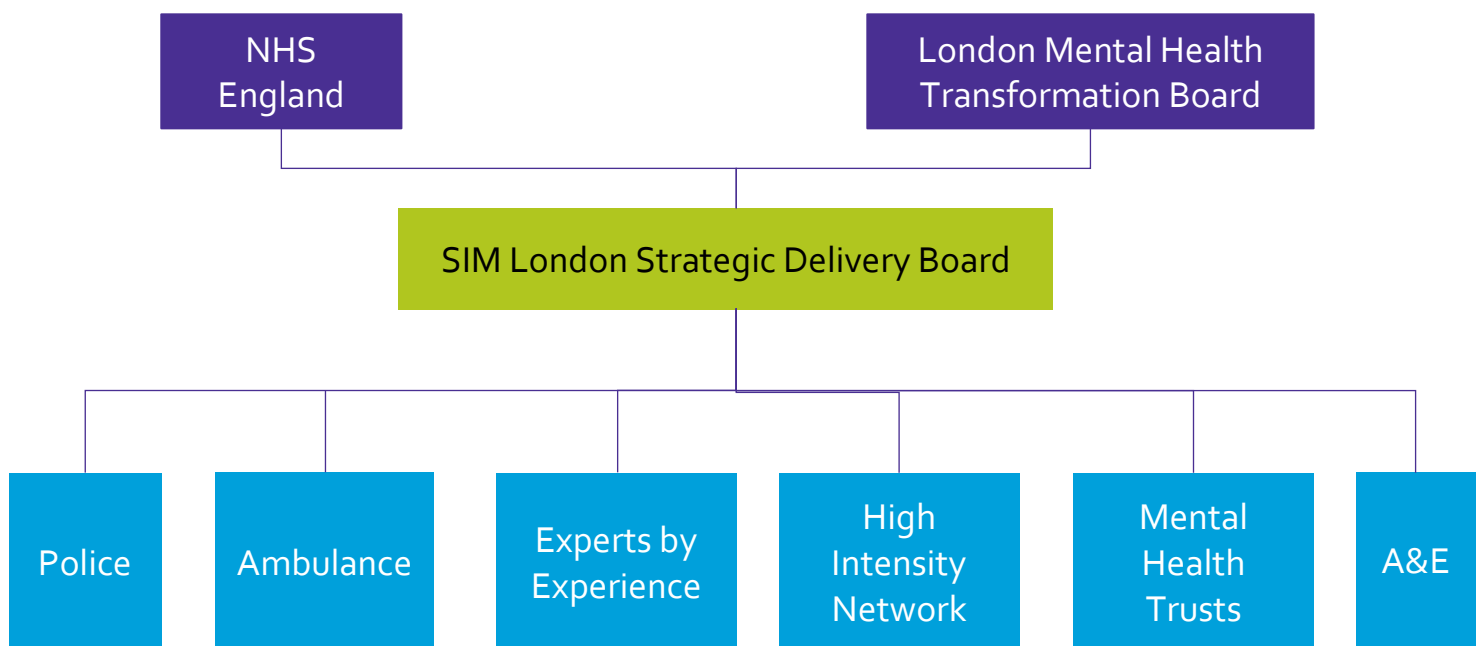 NHS
England
London Mental Health
Transformation Board
SIM London Strategic Delivery Board
Police
Ambulance
Experts by
Experience
High
Intensity
Network
Mental
Health
Trusts
A&E